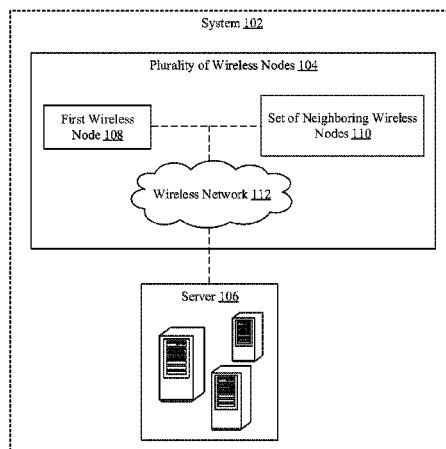 System 102
Plurality of Wireless Nodes 104
First Wireless
Node 108
Set of Neighboring Wireless
Nodes 110
Wireless Network 112
Server 106